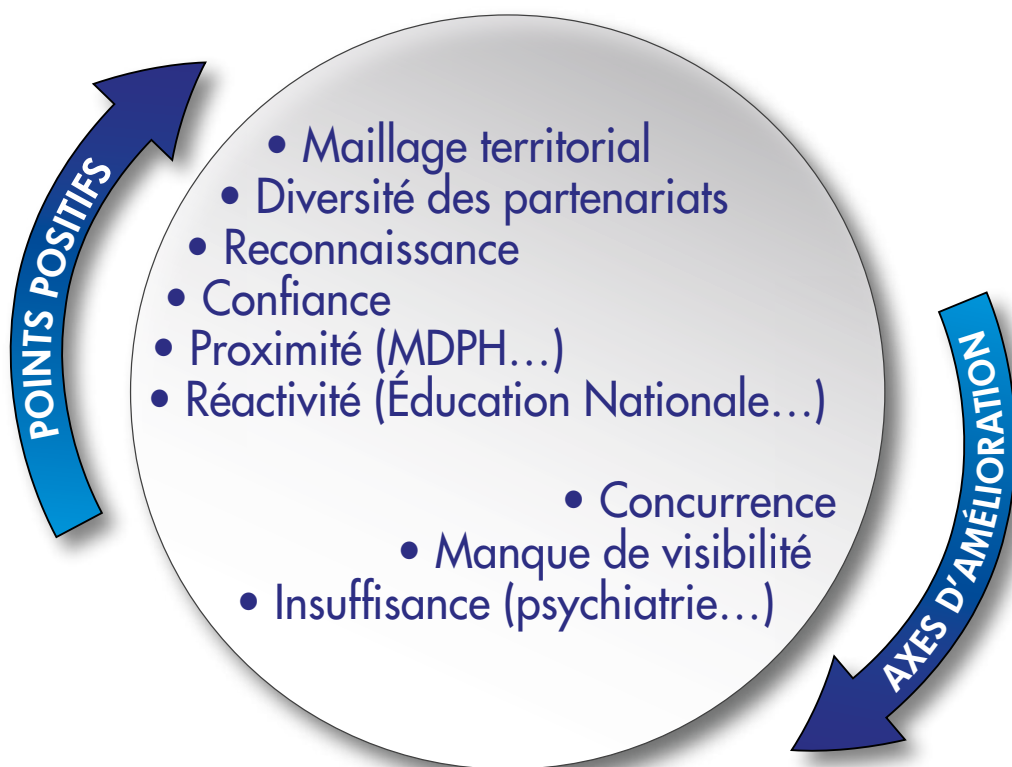 POINTS POSITIFS
• Maillage territorial
• Diversité des partenariats
• Reconnaissance
• Confiance
• Proximité (MDPH…)
• Réactivité (Éducation Nationale…)
AXES D’AMÉLIORATION
• Concurrence
• Manque de visibilité
• Insuffisance (psychiatrie…)